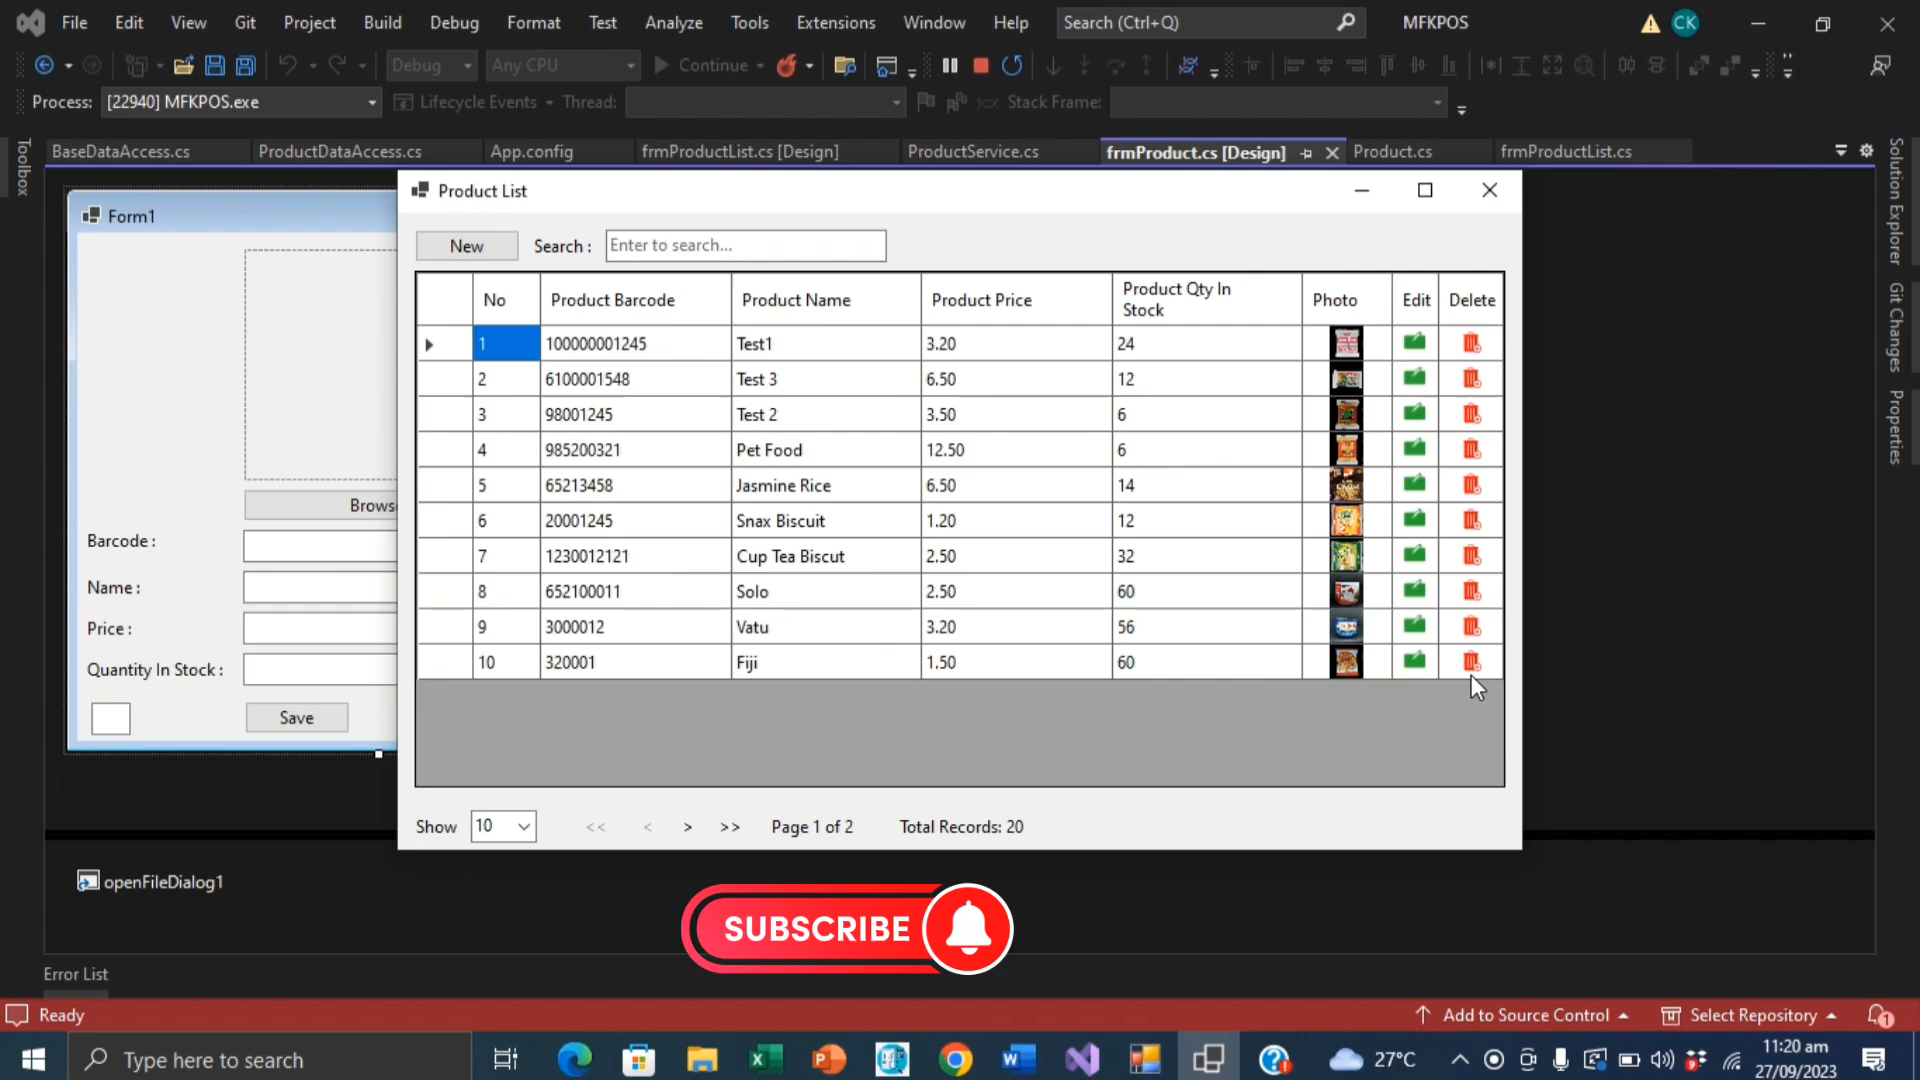 File Edit View Git Project Build Debug Format Test Analyze Tools Extensions Window Help Search (Ctrl+Q) MFKPOS CK
Debug Any CPU Continue
Process: [22940] MFKPOS.exe Lifecycle Events Thread: Stack Frame:
BaseDataAccess.cs ProductDataAccess.cs App.config frmProductList.cs [Design] ProductService.cs frmProduct.cs [Design] Product.cs frmProductList.cs
Toolbox
Solution Explorer
Git Changes
Properties
Form1
Brows
Barcode :
Name :
Price :
Quantity In Stock :
Save
Product List
New Search : Enter to search...
No Product Barcode Product Name Product Price Product Qty In Stock Photo Edit Delete
1 100000001245 Test1 3.20 24
2 6100001548 Test 3 6.50 12
3 98001245 Test 2 3.50 6
4 985200321 Pet Food 12.50 6
5 65213458 Jasmine Rice 6.50 14
6 20001245 Snax Biscuit 1.20 12
7 1230012121 Cup Tea Biscut 2.50 32
8 652100011 Solo 2.50 60
9 3000012 Vatu 3.20 56
10 320001 Fiji 1.50 60
Show 10 << < > >> Page 1 of 2 Total Records: 20
openFileDialog1
SUBSCRIBE
Error List
Ready Add to Source Control Select Repository 1
Type here to search 27°C 11:20 am
27/09/2023